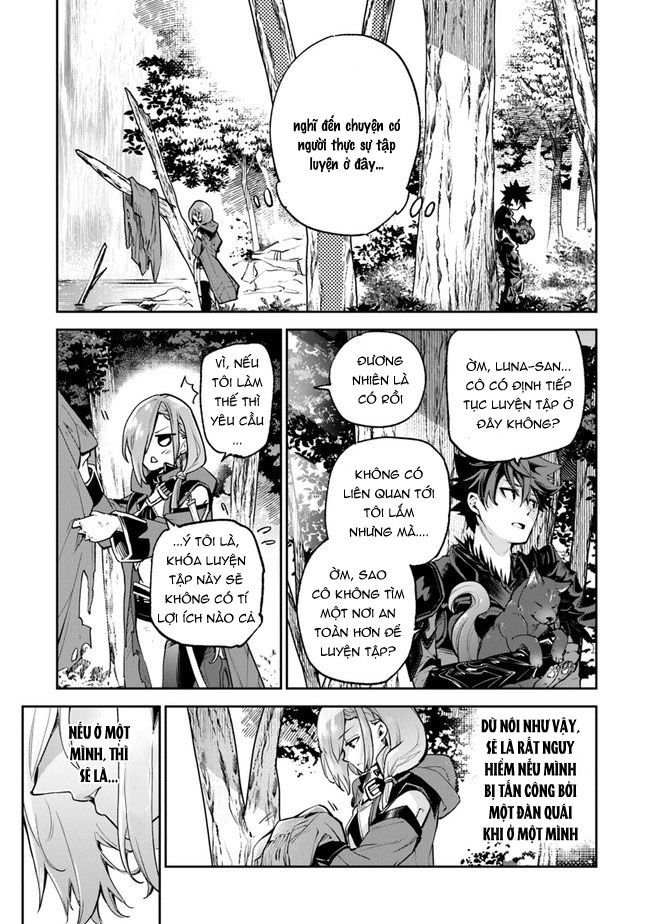 nghĩ đến chuyện có
người thực sự tập
luyện ở đây...
ỜM, LUNA-SAN...
CÔ CÓ ĐỊNH TIẾP
TỤC LUYỆN TẬP Ở
ĐÂY KHÔNG?
ĐƯƠNG
NHIÊN LÀ
CÓ RỒI
KHÔNG CÓ
LIÊN QUAN TỚI
TÔI LẮM
NHƯNG MÀ....
ỜM, SAO
CÔ KHÔNG TÌM
MỘT NƠI AN
TOÀN HƠN ĐỂ
LUYỆN TẬP?
VÌ, NẾU
TÔI LÀM
THẾ THÌ
YÊU CẦU
...
...Ý TÔI LÀ,
KHÓA LUYỆN
TẬP NÀY SẼ
KHÔNG CÓ TÍ
LỢI ÍCH NÀO CẢ
DÙ NÓI NHƯ VẬY,
SẼ LÀ RẤT NGUY
HIỂM NẾU MÌNH
BỊ TẤN CÔNG BỞI
MỘT ĐÀN QUÁI
KHI Ở MỘT MÌNH
NẾU Ở MỘT
MÌNH, THÌ
SẼ LÀ...